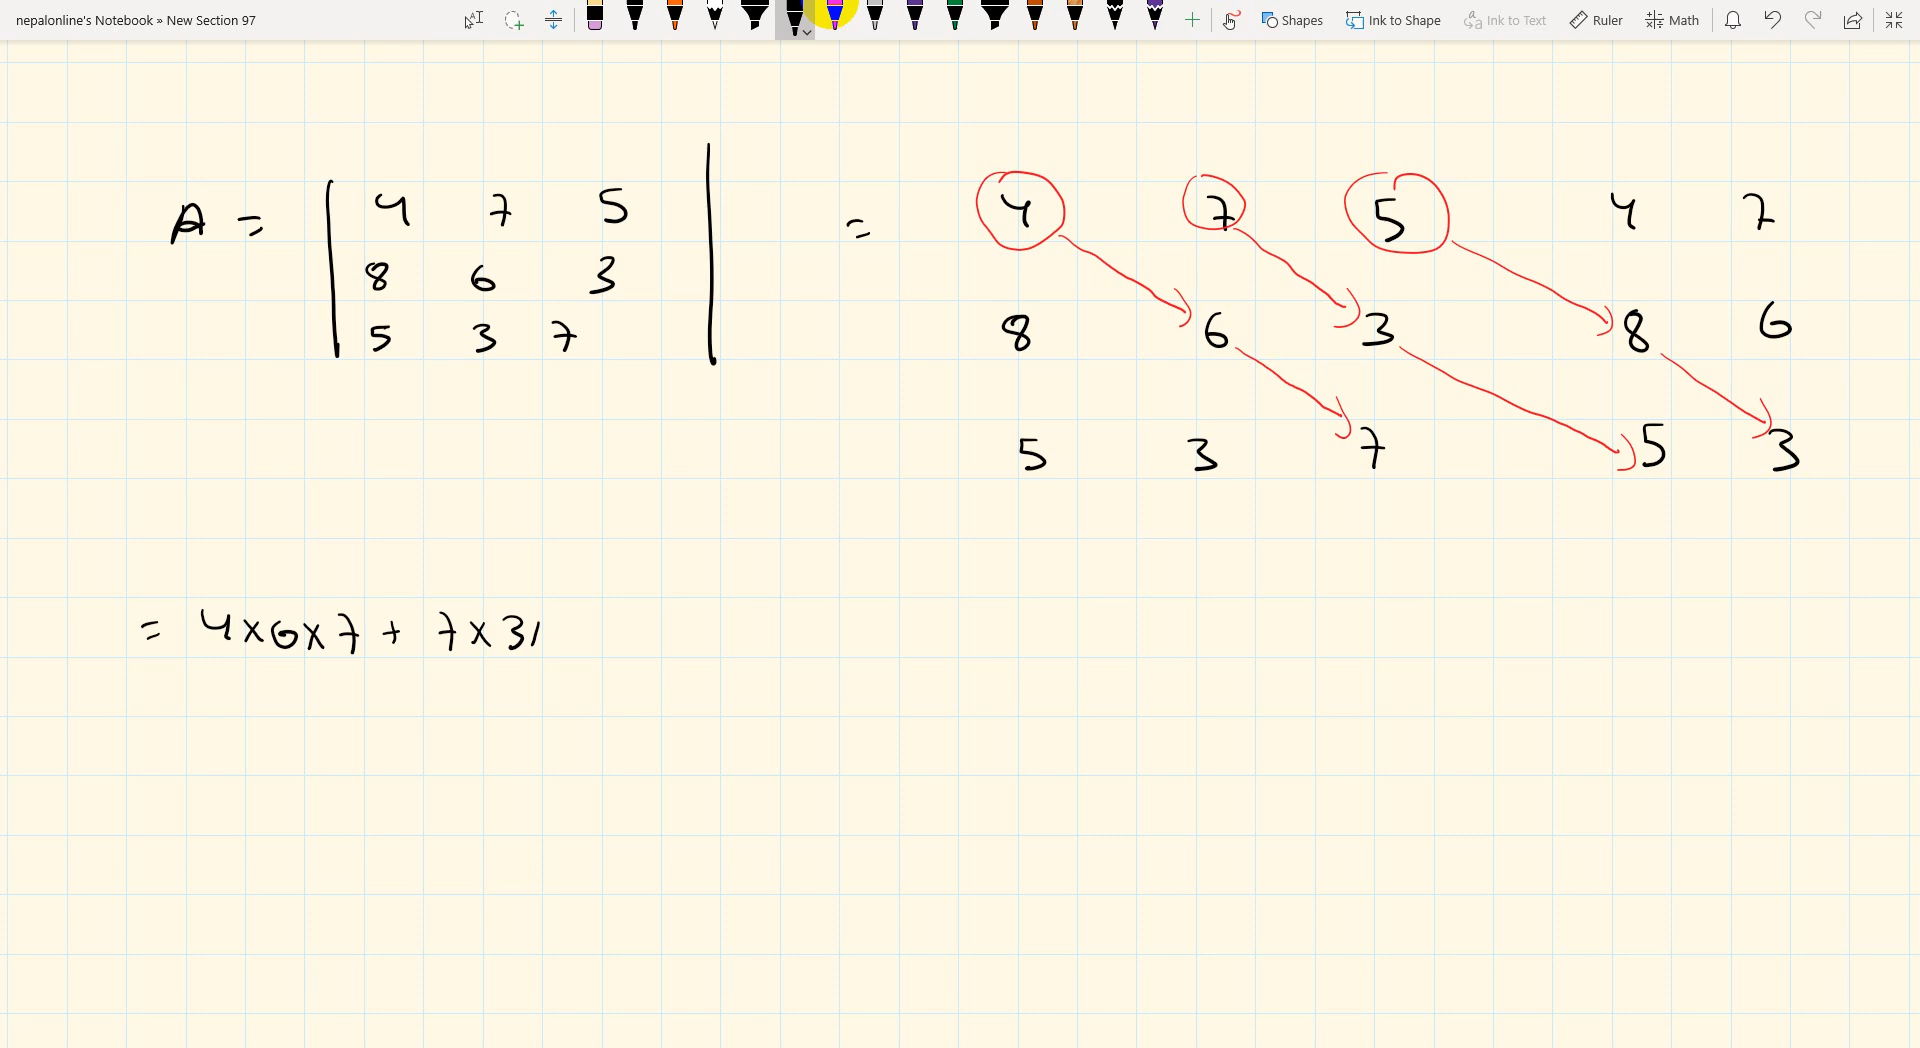 nepalonline's Notebook » New Section 97
Shapes Ink to Shape Ink to Text Ruler Math
A = | 4 7 5 | = 4 7 5 4 7
8 6 3 8 6 3 8 6
5 3 7 5 3 7 5 3
= 4×6×7 + 7×3